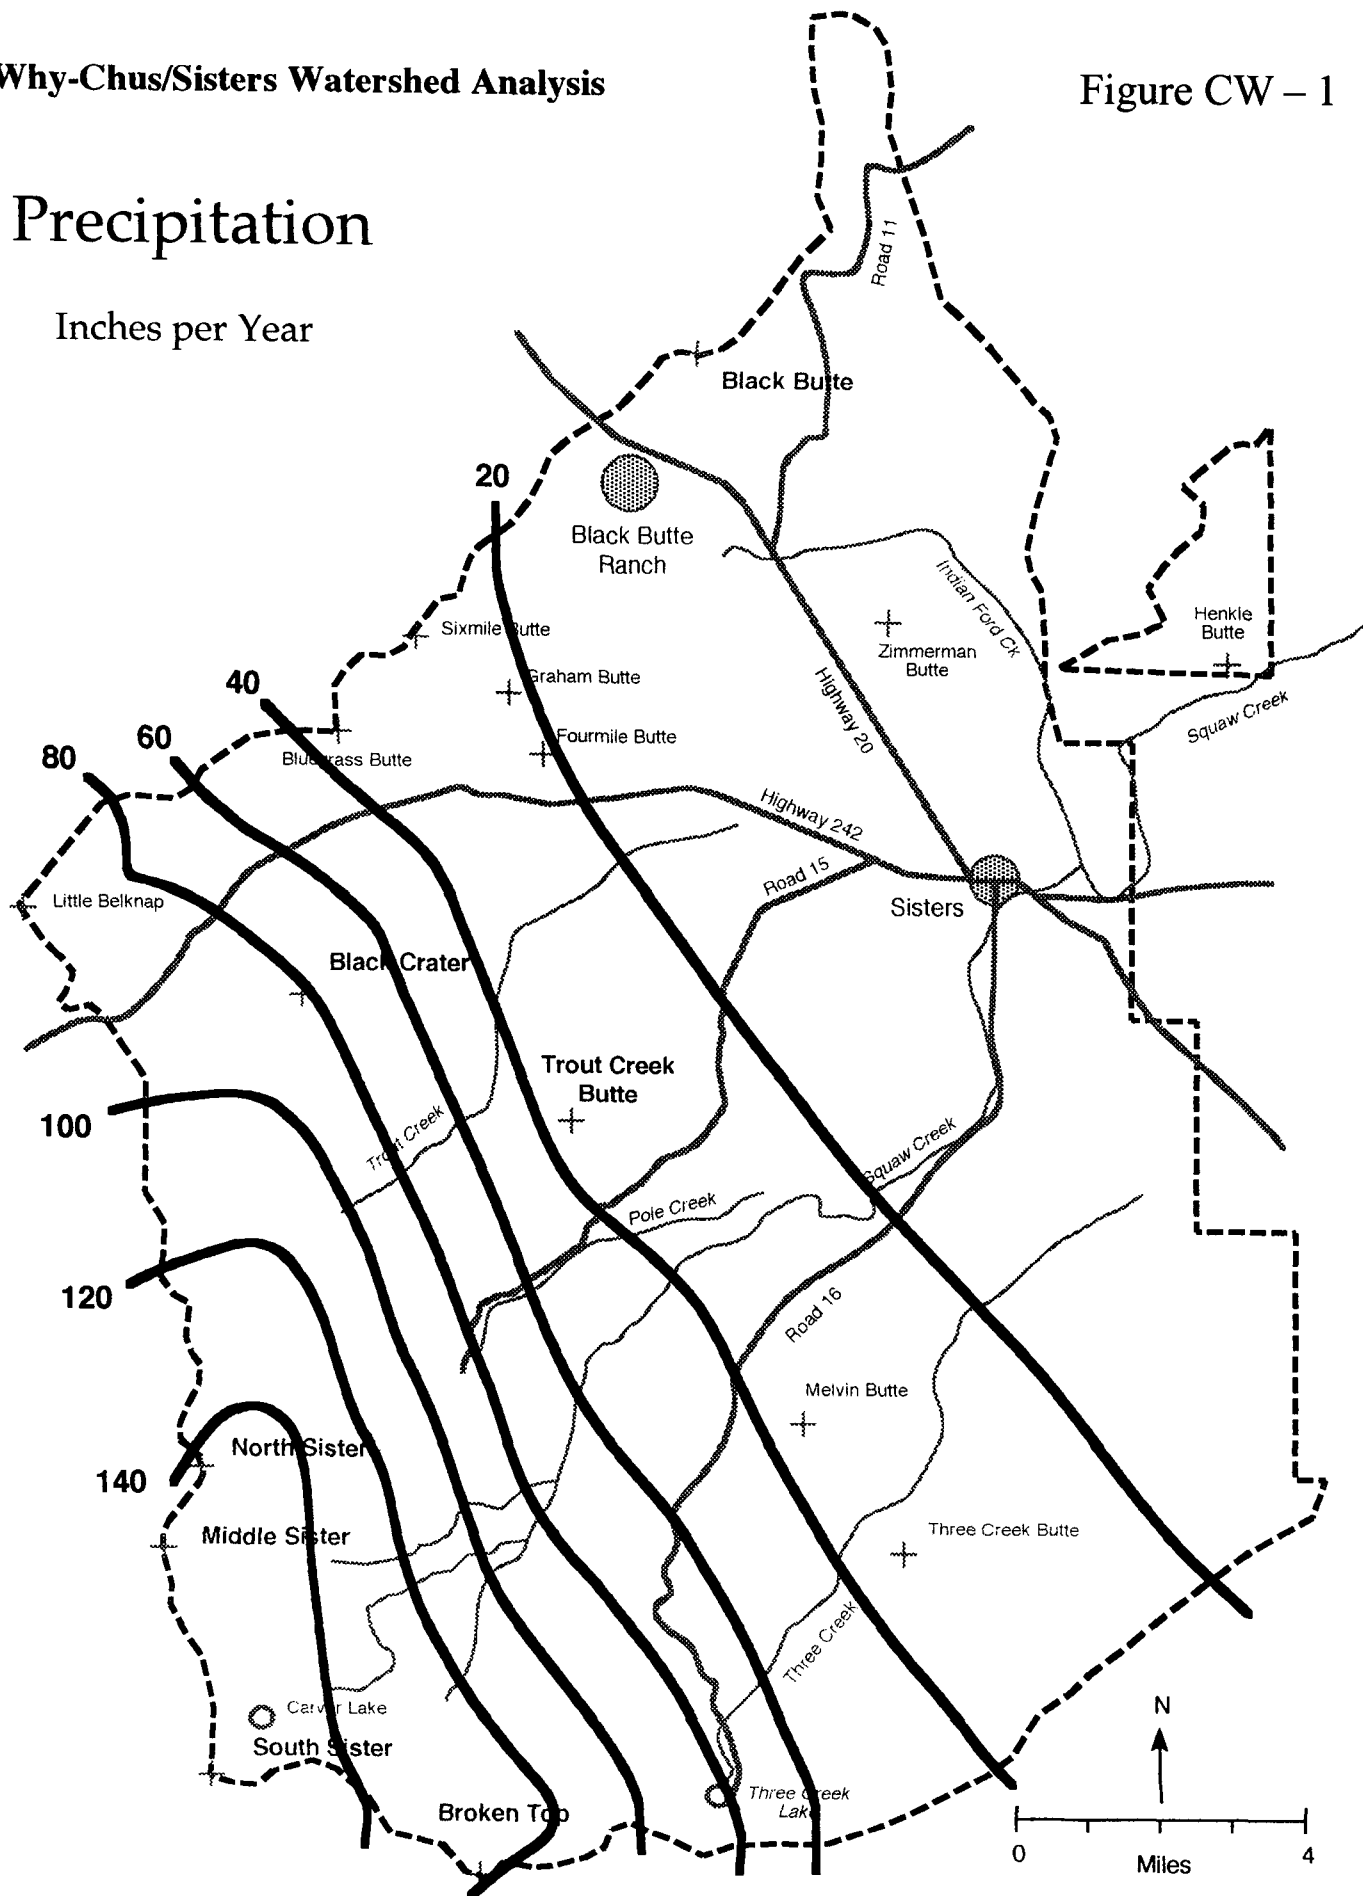 Why-Chus/Sisters Watershed Analysis
Figure CW – 1
Precipitation
Inches per Year
Road 11
Black Butte
20
Black Butte
Ranch
Indian Ford Ck
Sixmile Butte
Henkle
Butte
Zimmerman
Butte
Graham Butte
40
Highway 20
Squaw Creek
60
Fourmile Butte
80
Bluegrass Butte
Highway 242
Road 15
Little Belknap
Sisters
Black Crater
Trout Creek
Butte
100
Trout Creek
Squaw Creek
Pole Creek
120
Road 16
Melvin Butte
North Sister
140
Middle Sister
Three Creek Butte
Three Creek
Carver Lake
South Sister
N
Three Creek
Lake
Broken Top
0
Miles
4